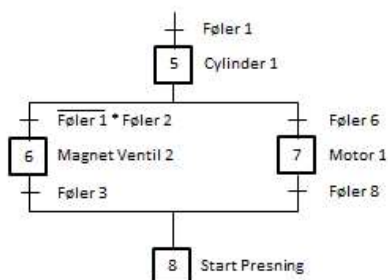 Føler 1
5 Cylinder 1
F̅ø̅l̅e̅r̅ ̅1̅ * Føler 2
Føler 6
6 Magnet Ventil 2
7 Motor 1
Føler 3
Føler 8
8 Start Presning